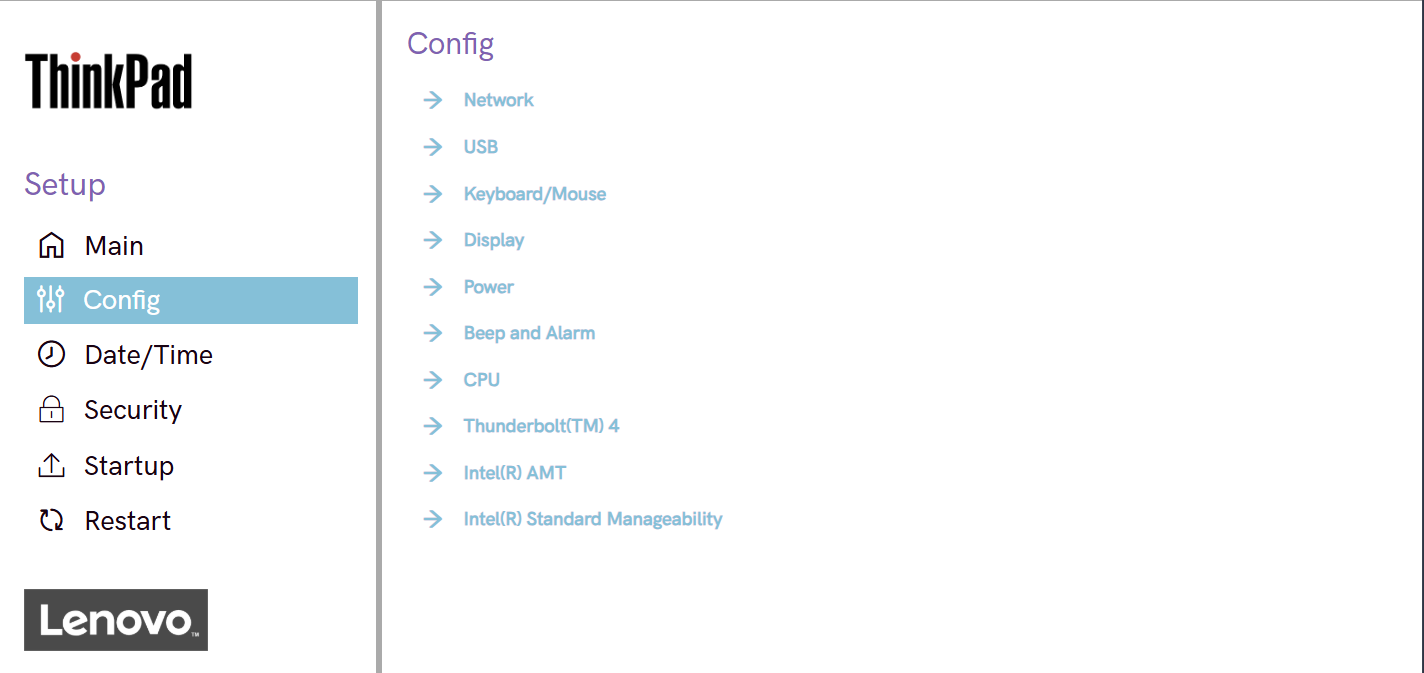 ThinkPad
Setup
Main
Config
Date/Time
Security
Startup
Restart
Lenovo™
Config
Network
USB
Keyboard/Mouse
Display
Power
Beep and Alarm
CPU
Thunderbolt(TM) 4
Intel(R) AMT
Intel(R) Standard Manageability